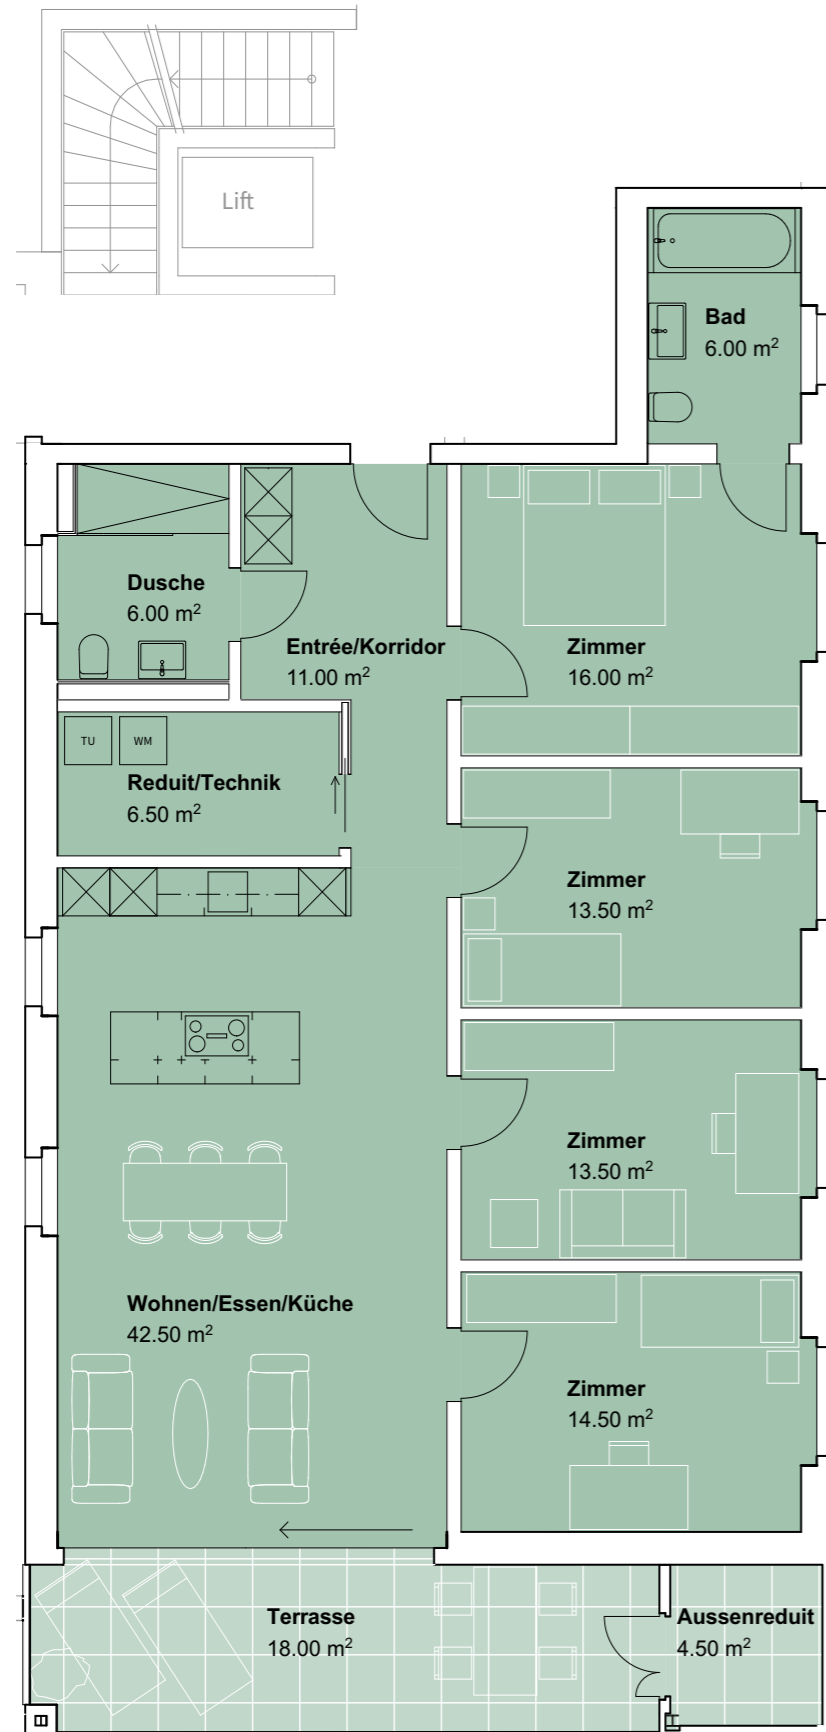 Lift
Bad
6.00 m²
Dusche
6.00 m²
Entrée/Korridor
11.00 m²
Zimmer
16.00 m²
TU WM
Reduit/Technik
6.50 m²
Zimmer
13.50 m²
Zimmer
13.50 m²
Wohnen/Essen/Küche
42.50 m²
Zimmer
14.50 m²
Terrasse
18.00 m²
Aussenreduit
4.50 m²